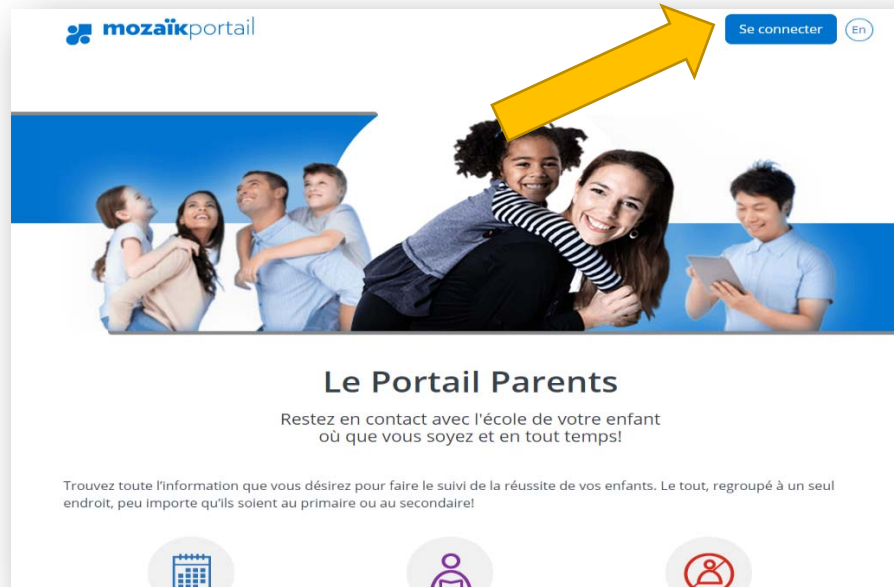 mozaïkportail
Se connecter
En
Le Portail Parents
Restez en contact avec l'école de votre enfant
où que vous soyez et en tout temps!
Trouvez toute l'information que vous désirez pour faire le suivi de la réussite de vos enfants. Le tout, regroupé à un seul
endroit, peu importe qu'ils soient au primaire ou au secondaire!